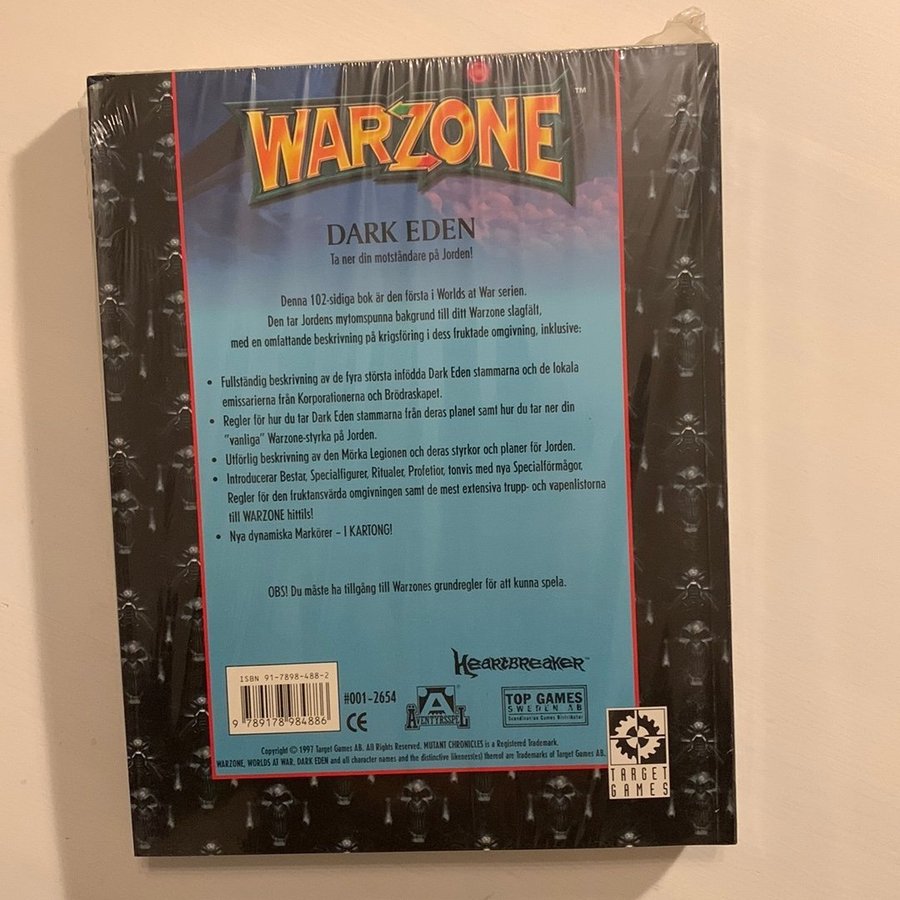 WARZONE™
DARK EDEN
Ta ner din motståndare på Jorden!
Denna 102-sidiga bok är den första i Worlds at War serien.
Den tar Jordens mytomspunna bakgrund till ditt Warzone slagfält,
med en omfattande beskrivning på krigsföring i dess fruktade omgivning, inklusive:
• Fullständig beskrivning av de fyra största infödda Dark Eden stammarna och de lokala
emissarierna från Korporationerna och Brödraskapet.
• Regler för hur du tar Dark Eden stammarna från deras planet samt hur du tar ner din
"vanliga" Warzone-styrka på Jorden.
• Utförlig beskrivning av den Mörka Legionen och deras styrkor och planer för Jorden.
• Introducerar Bestar, Specialfigurer, Ritualer, Profetior, tonvis med nya Specialförmågor,
Regler för den fruktansvärda omgivningen samt de mest extensiva trupp- och vapenlistorna
till WARZONE hittils!
• Nya dynamiska Markörer – I KARTONG!
OBS! Du måste ha tillgång till Warzones grundregler för att kunna spela.
HEARTBREAKER™
ISBN 91-7898-488-2
9 789178 984886
#001-2654
CE
ÄVENTYRSSPEL
TOP GAMES
SWEDEN AB
Scandinavian Games Distributor
Copyright © 1997 Target Games AB. All Rights Reserved. MUTANT CHRONICLES is a Registered Trademark.
WARZONE, WORLDS AT WAR, DARK EDEN and all character names and the distinctive likeness(es) thereof are Trademarks of Target Games AB.
TARGET
GAMES